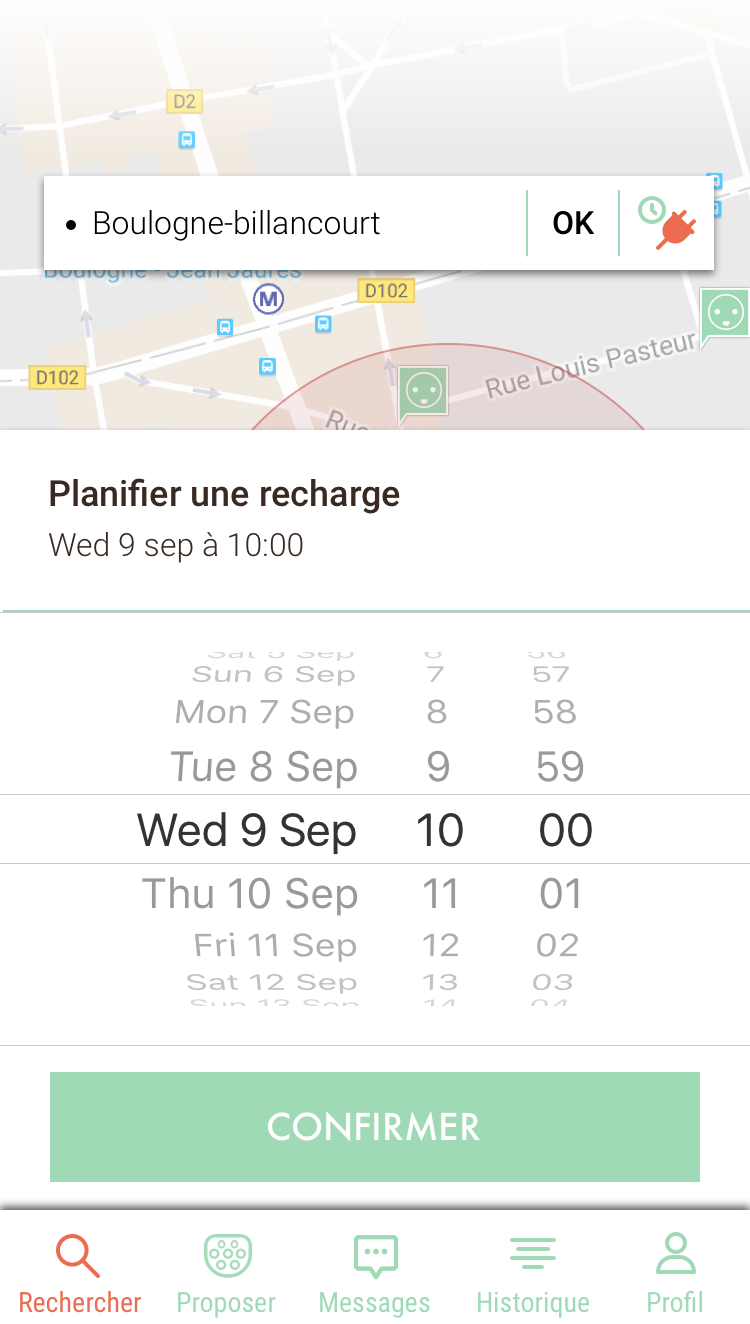 D2
• Boulogne-billancourt OK
Boulogne - Jean Jaurès
M
D102
D102
Rue Louis Pasteur
Rue
Planifier une recharge
Wed 9 sep à 10:00
Sat 5 Sep 6 56
Sun 6 Sep 7 57
Mon 7 Sep 8 58
Tue 8 Sep 9 59
Wed 9 Sep 10 00
Thu 10 Sep 11 01
Fri 11 Sep 12 02
Sat 12 Sep 13 03
Sun 13 Sep 14 04
CONFIRMER
Rechercher Proposer Messages Historique Profil